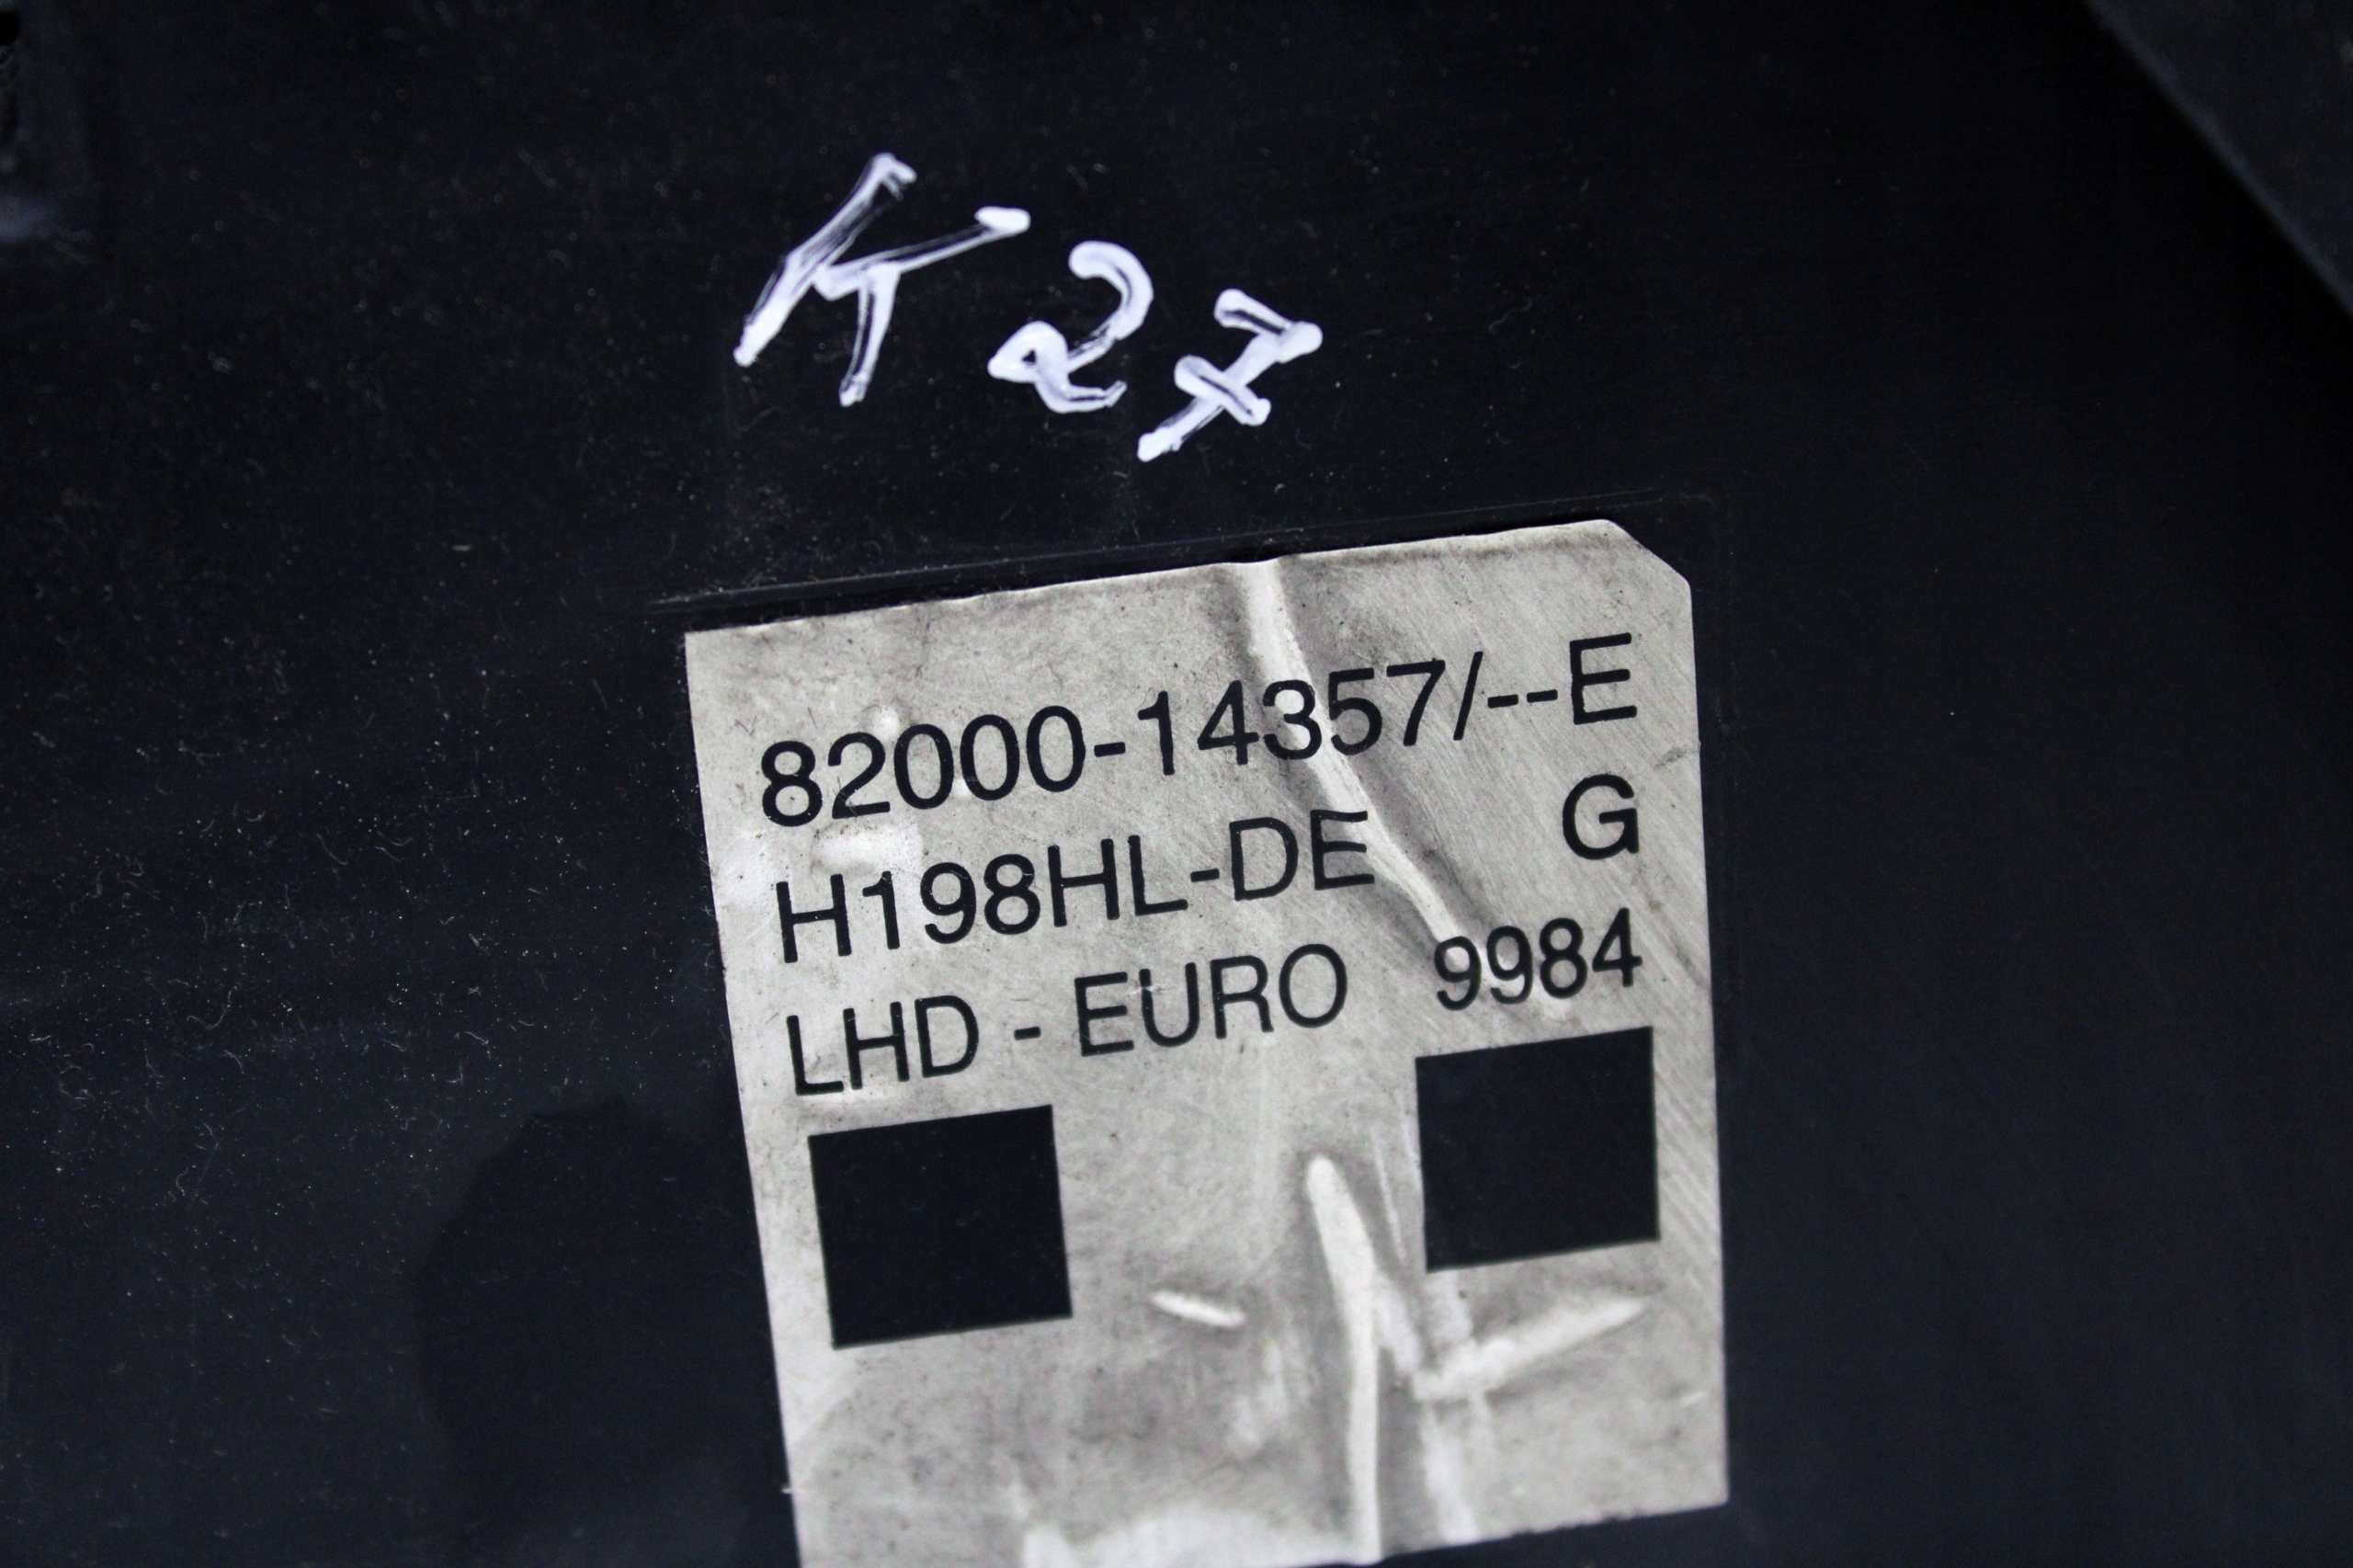 K27
82000-14357/--E
H198HL-DE G
LHD - EURO 9984